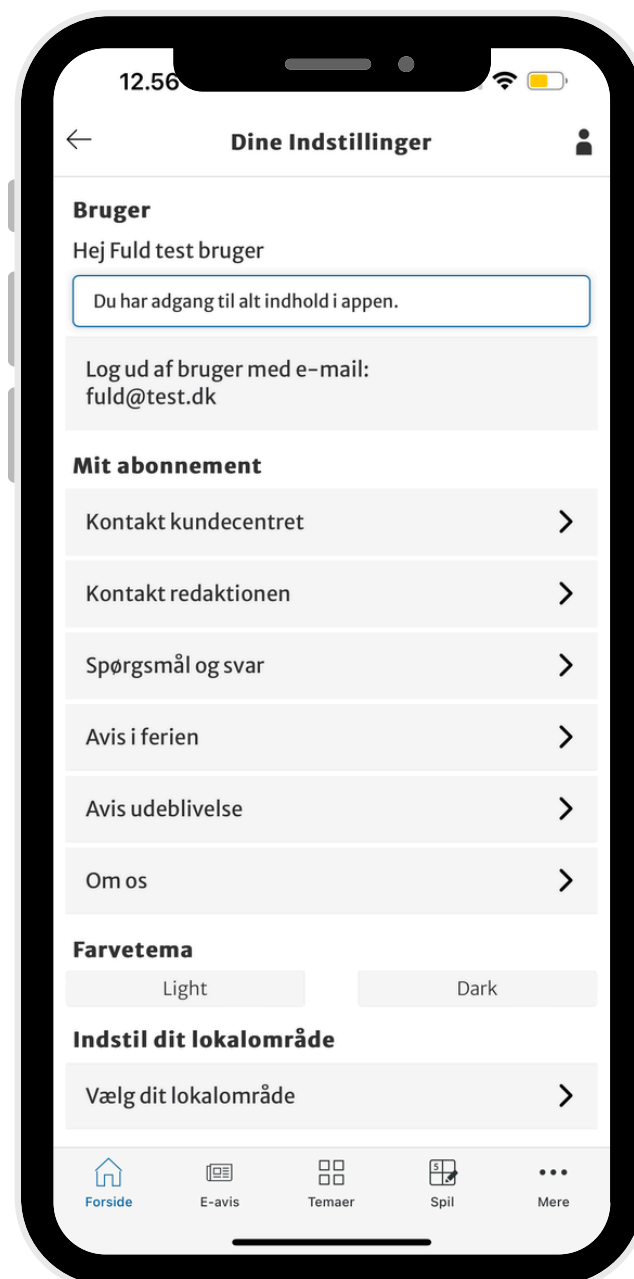 12.56
Dine Indstillinger
Bruger
Hej Fuld test bruger
Du har adgang til alt indhold i appen.
Log ud af bruger med e-mail:
fuld@test.dk
Mit abonnement
Kontakt kundecentret
Kontakt redaktionen
Spørgsmål og svar
Avis i ferien
Avis udeblivelse
Om os
Farvetema
Light Dark
Indstil dit lokalområde
Vælg dit lokalområde
5
Forside E-avis Temaer Spil Mere